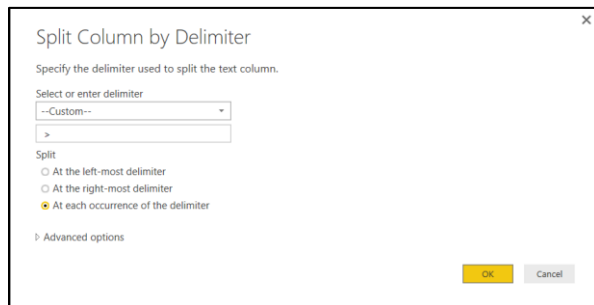 Split Column by Delimiter
Specify the delimiter used to split the text column.
Select or enter delimiter
--Custom--
>
Split
At the left-most delimiter
At the right-most delimiter
At each occurrence of the delimiter
Advanced options
OK Cancel